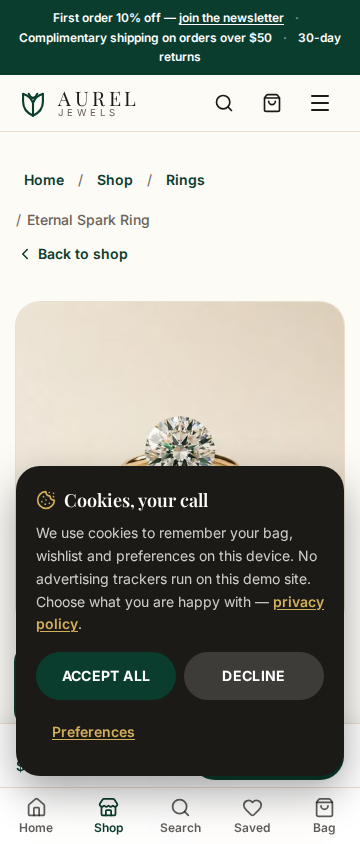 First order 10% off — join the newsletter ·
Complimentary shipping on orders over $50 · 30-day
returns
AUREL
JEWELS
Home / Shop / Rings
/ Eternal Spark Ring
Back to shop
Cookies, your call
We use cookies to remember your bag,
wishlist and preferences on this device. No
advertising trackers run on this demo site.
Choose what you are happy with — privacy
policy.
ACCEPT ALL DECLINE
Preferences
Home Shop Search Saved Bag